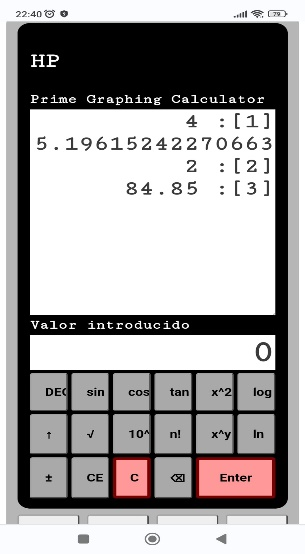 22:40
79
HP
Prime Graphing Calculator
4 :[1]
5.19615242270663
2 :[2]
84.85 :[3]
Valor introducido
0
DEG sin cos tan x^2 log
↑ √ 10^ n! x^y ln
± CE C ⌫ Enter